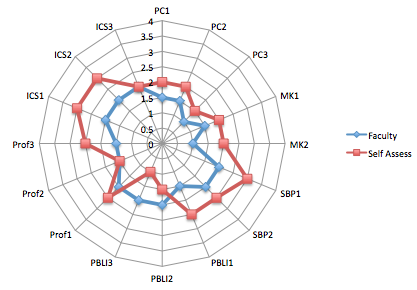 PC1
PC2
PC3
MK1
MK2
SBP1
SBP2
PBLI1
PBLI2
PBLI3
Prof1
Prof2
Prof3
ICS1
ICS2
ICS3
4
3.5
3
2.5
2
1.5
1
0.5
0
Faculty
Self Assess